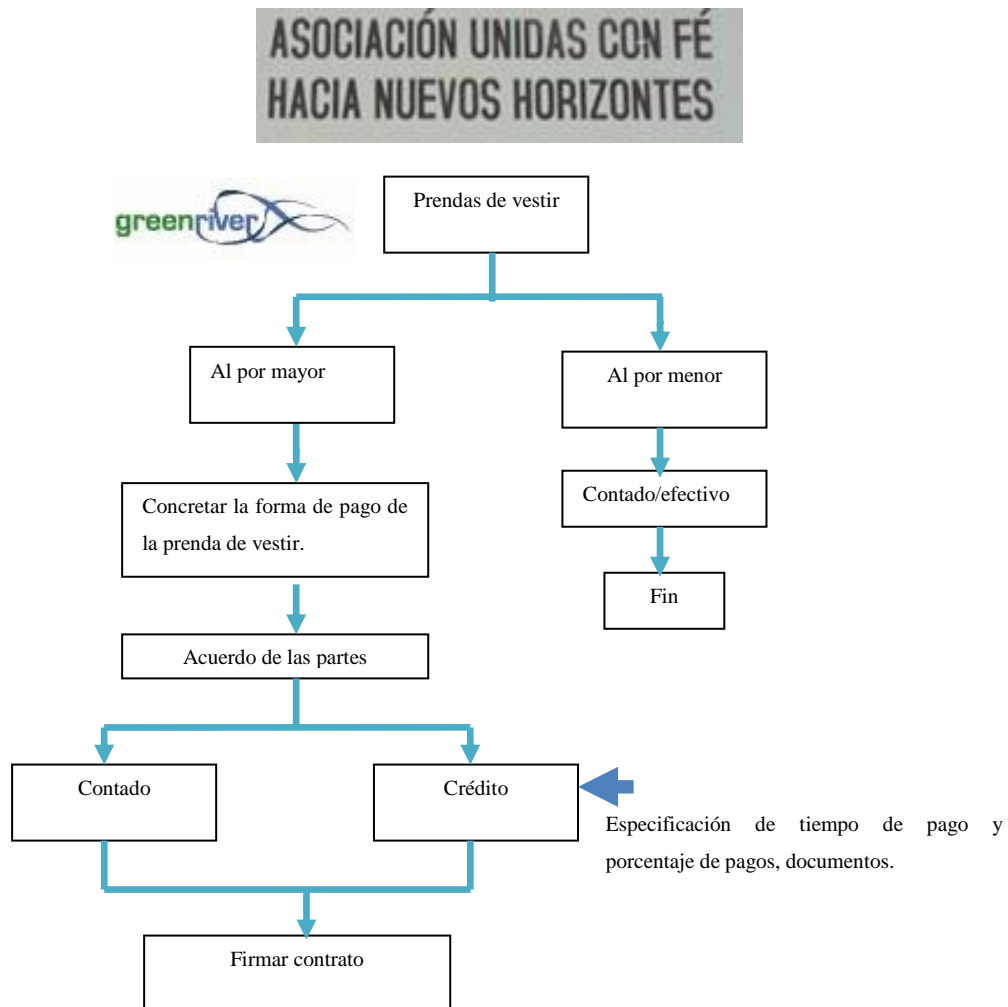 ASOCIACIÓN UNIDAS CON FÉ
HACIA NUEVOS HORIZONTES
greenriver
Prendas de vestir
Al por mayor
Al por menor
Concretar la forma de pago de
la prenda de vestir.
Contado/efectivo
Fin
Acuerdo de las partes
Contado
Crédito
Especificación de tiempo de pago y
porcentaje de pagos, documentos.
Firmar contrato